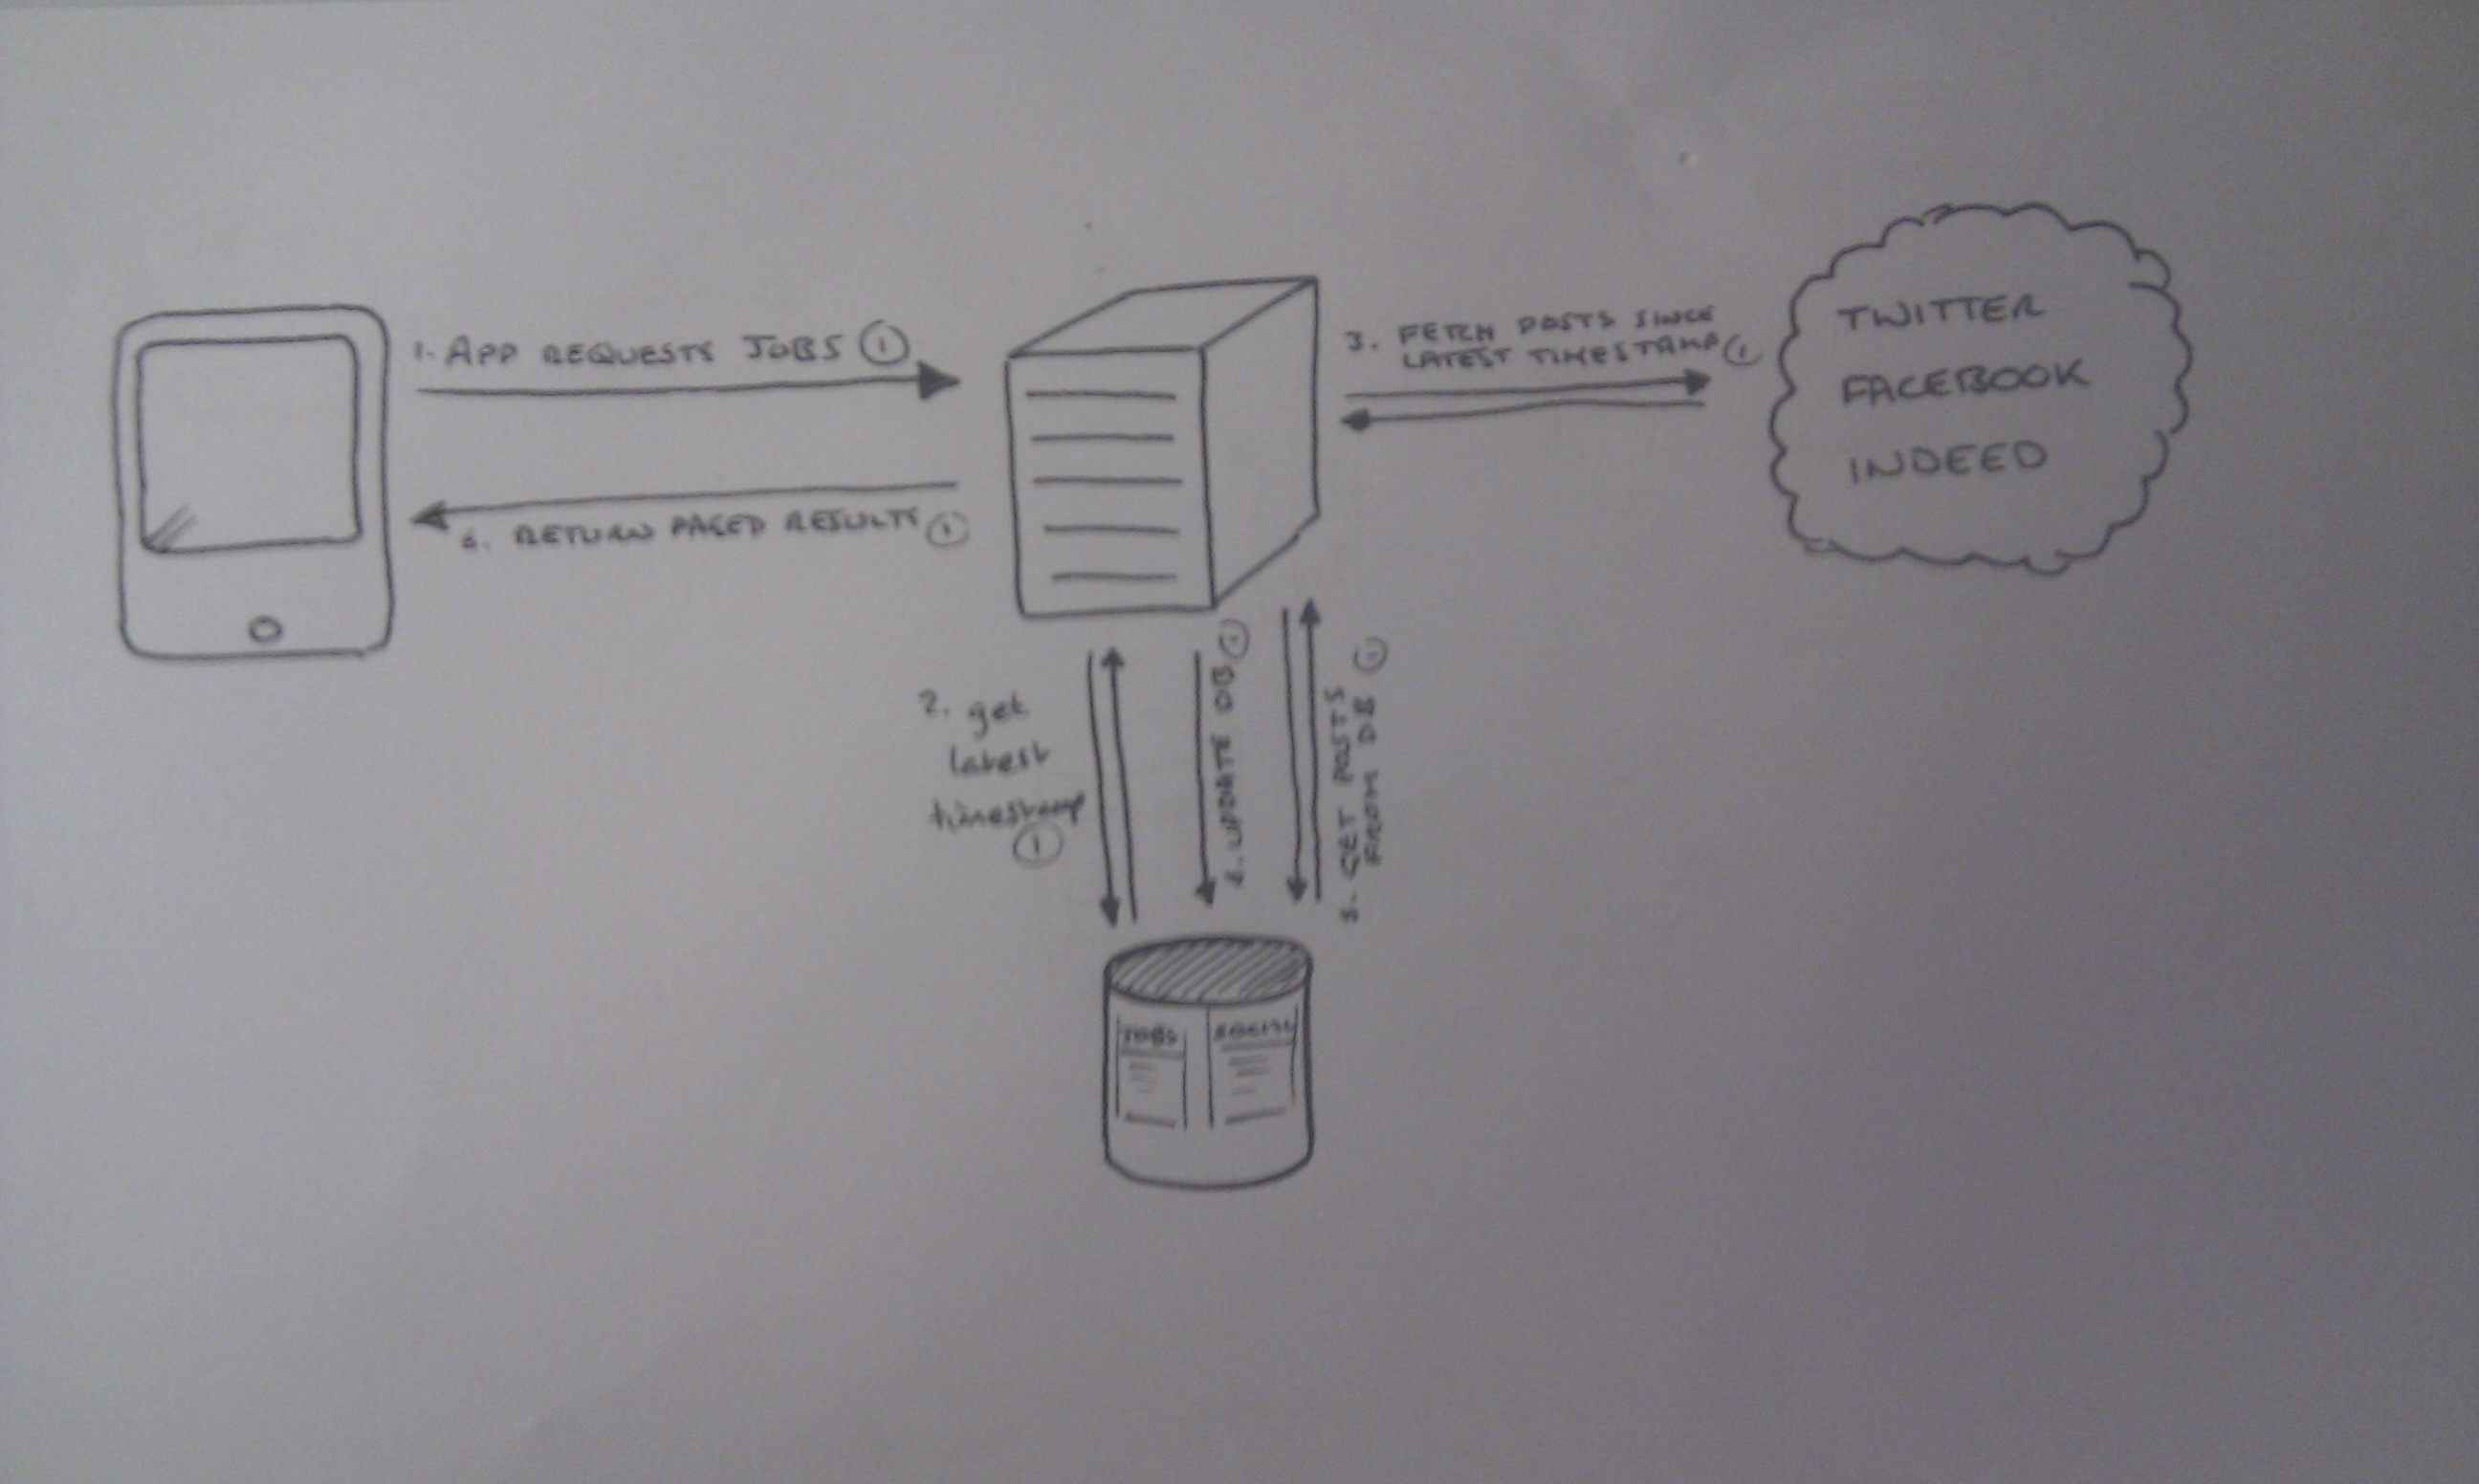 1. APP REQUESTS JOBS ①
6. RETURN PAGED RESULTS ①
3. FETCH POSTS SINCE
LATEST TIMESTAMP ①
TWITTER
FACEBOOK
INDEED
2. get
latest
timestamp
①
4. UPDATE DB ①
5. GET POSTS
FROM DB ①
JOBS
SOCIAL